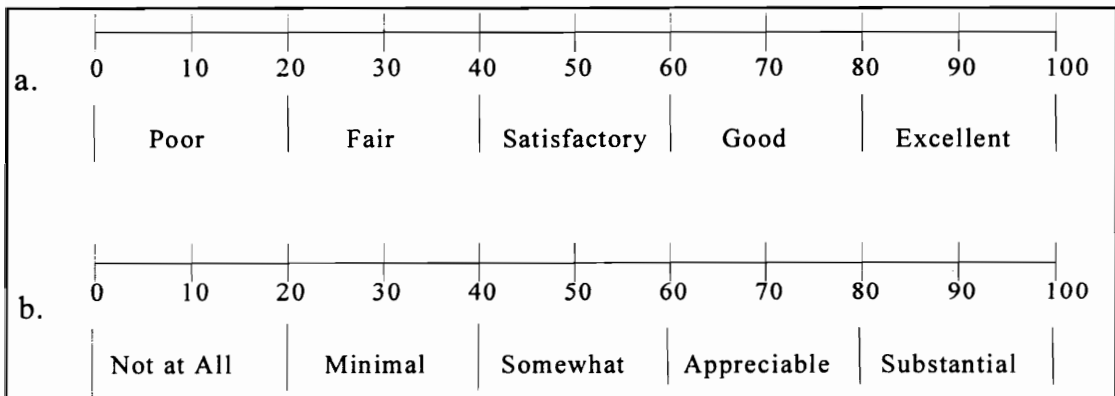 0 10 20 30 40 50 60 70 80 90 100
a.
Poor Fair Satisfactory Good Excellent
0 10 20 30 40 50 60 70 80 90 100
b.
Not at All Minimal Somewhat Appreciable Substantial